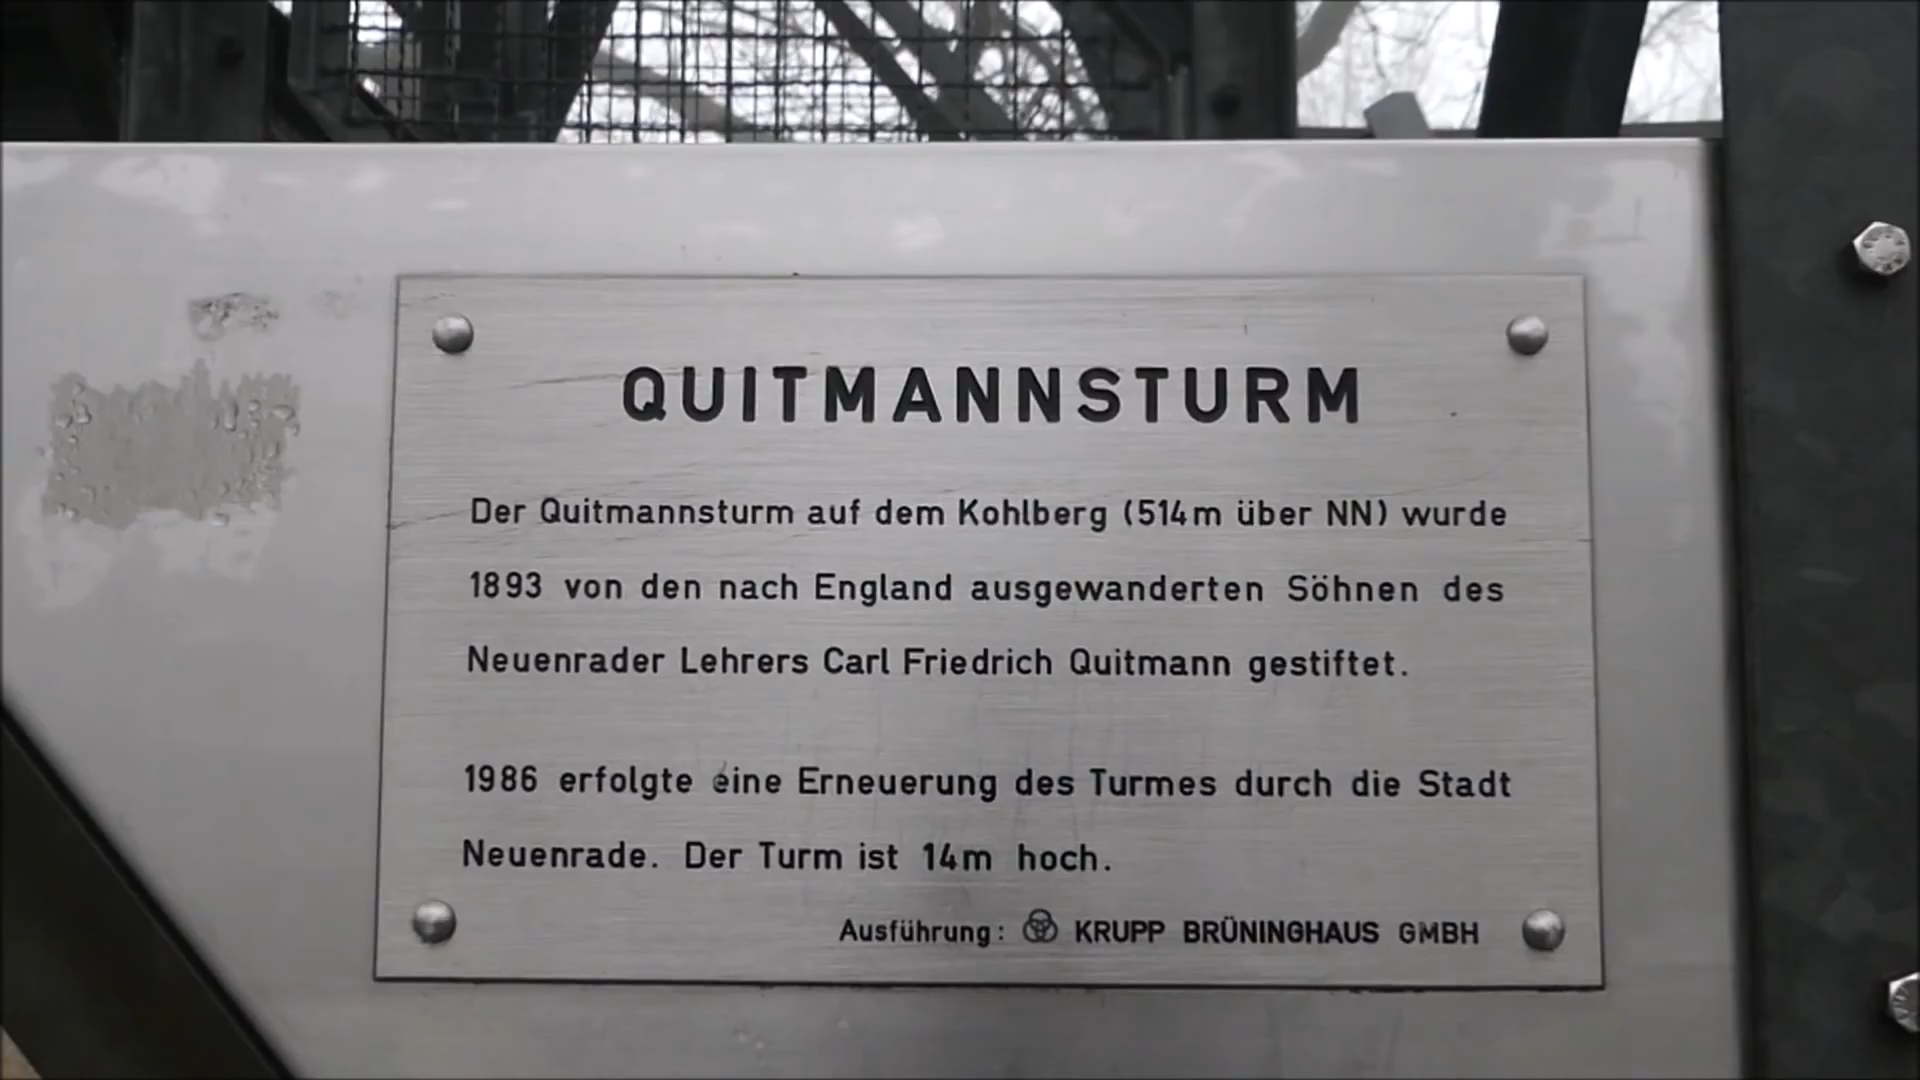 QUITMANNSTURM
Der Quitmannsturm auf dem Kohlberg (514m über NN) wurde
1893 von den nach England ausgewanderten Söhnen des
Neuenrader Lehrers Carl Friedrich Quitmann gestiftet.
1986 erfolgte eine Erneuerung des Turmes durch die Stadt
Neuenrade. Der Turm ist 14m hoch.
Ausführung: KRUPP BRÜNINGHAUS GMBH